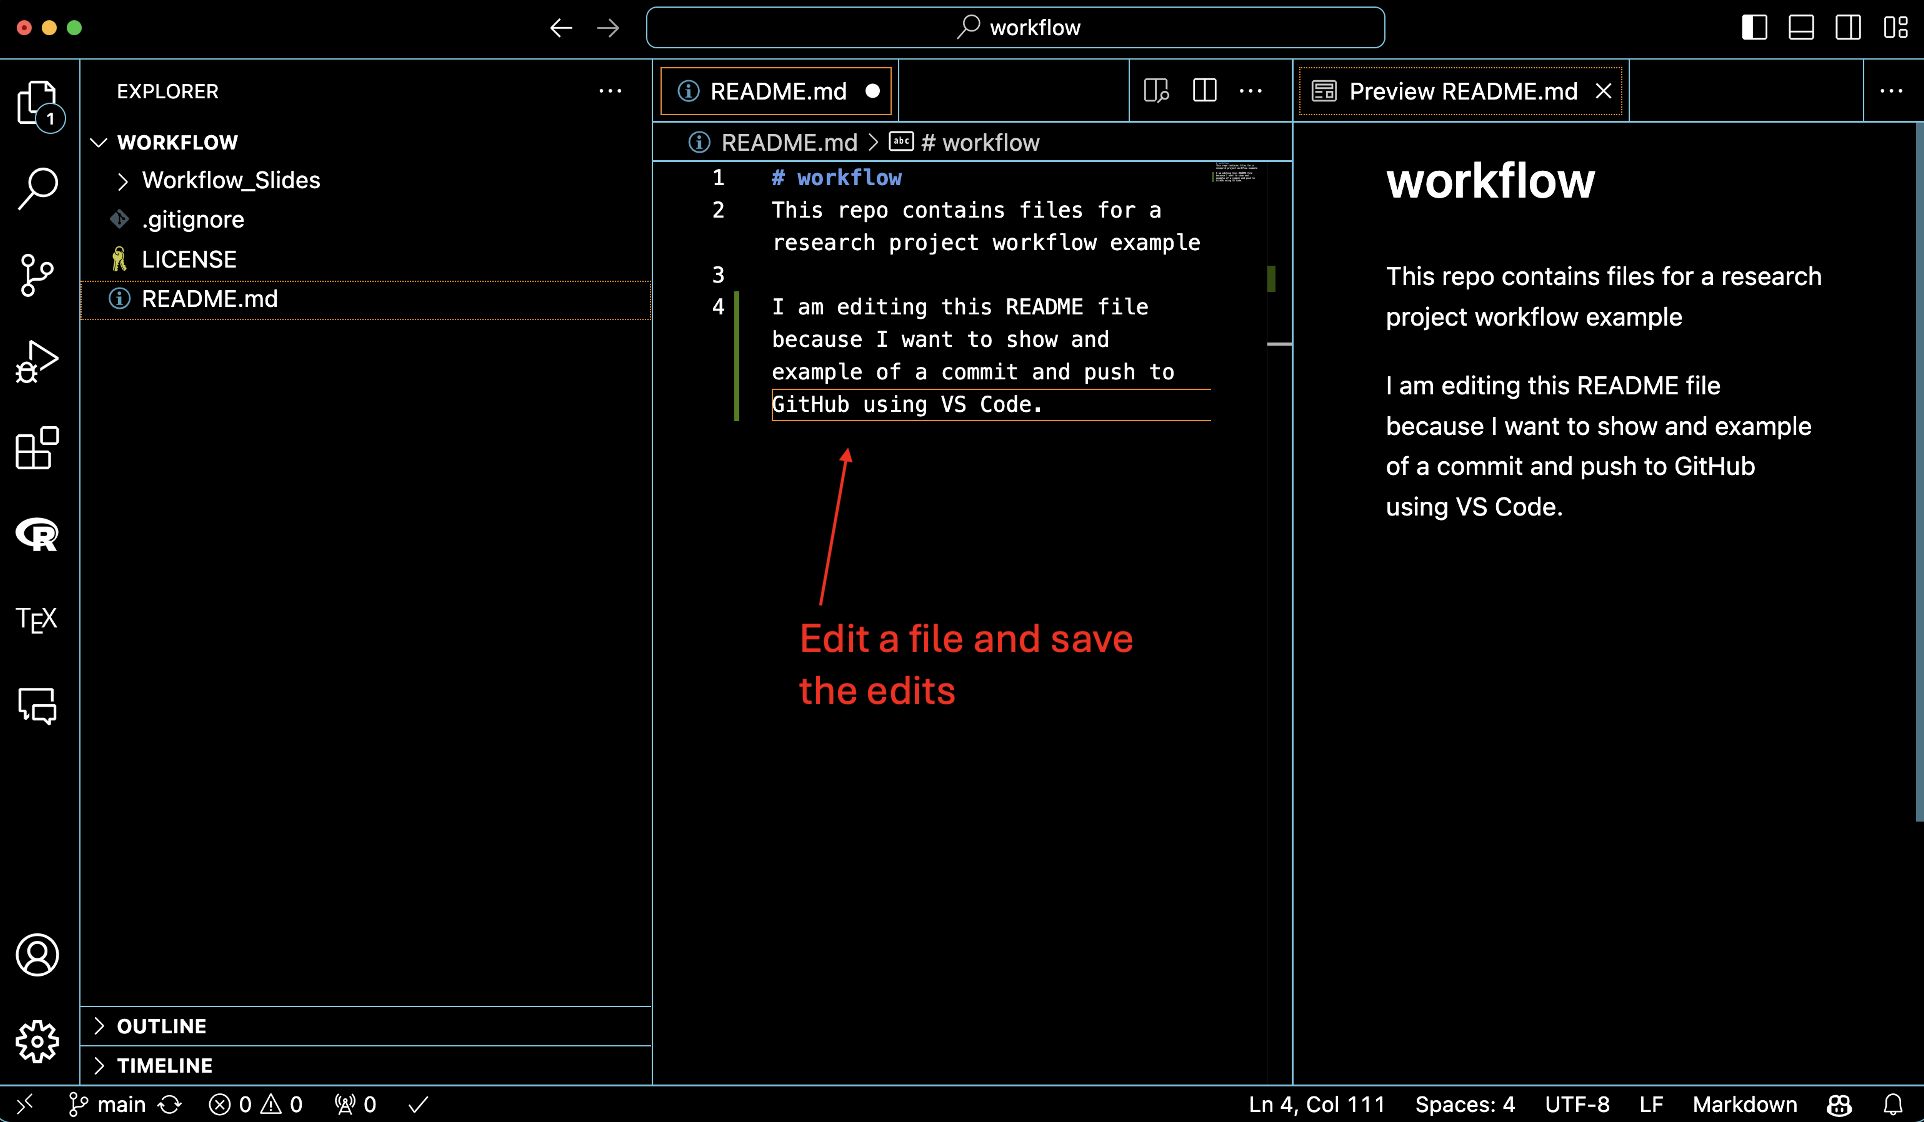 workflow
1
TEX
EXPLORER
WORKFLOW
Workflow_Slides
.gitignore
LICENSE
README.md
OUTLINE
TIMELINE
README.md
README.md > # workflow
1 # workflow
2 This repo contains files for a
research project workflow example
3
4 I am editing this README file
because I want to show and
example of a commit and push to
GitHub using VS Code.
Edit a file and save
the edits
Preview README.md
workflow
This repo contains files for a research
project workflow example
I am editing this README file
because I want to show and example
of a commit and push to GitHub
using VS Code.
main 0 0 0 Ln 4, Col 111 Spaces: 4 UTF-8 LF Markdown